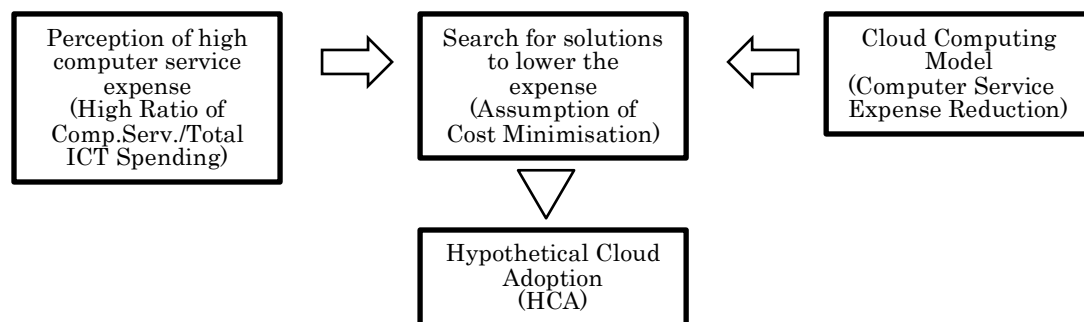 Perception of high
computer service
expense
(High Ratio of
Comp.Serv./Total
ICT Spending)
Search for solutions
to lower the
expense
(Assumption of
Cost Minimisation)
Cloud Computing
Model
(Computer Service
Expense Reduction)
Hypothetical Cloud
Adoption
(HCA)